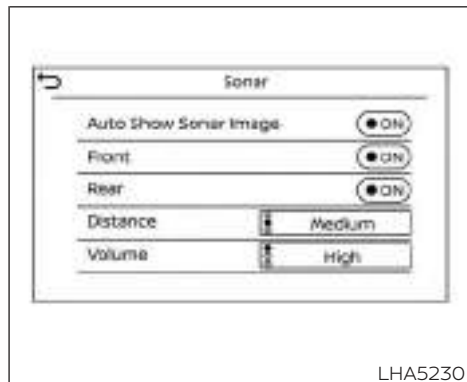 Sonar
Auto Show Sonar Image ON
Front ON
Rear ON
Distance Medium
Volume High
LHA5230